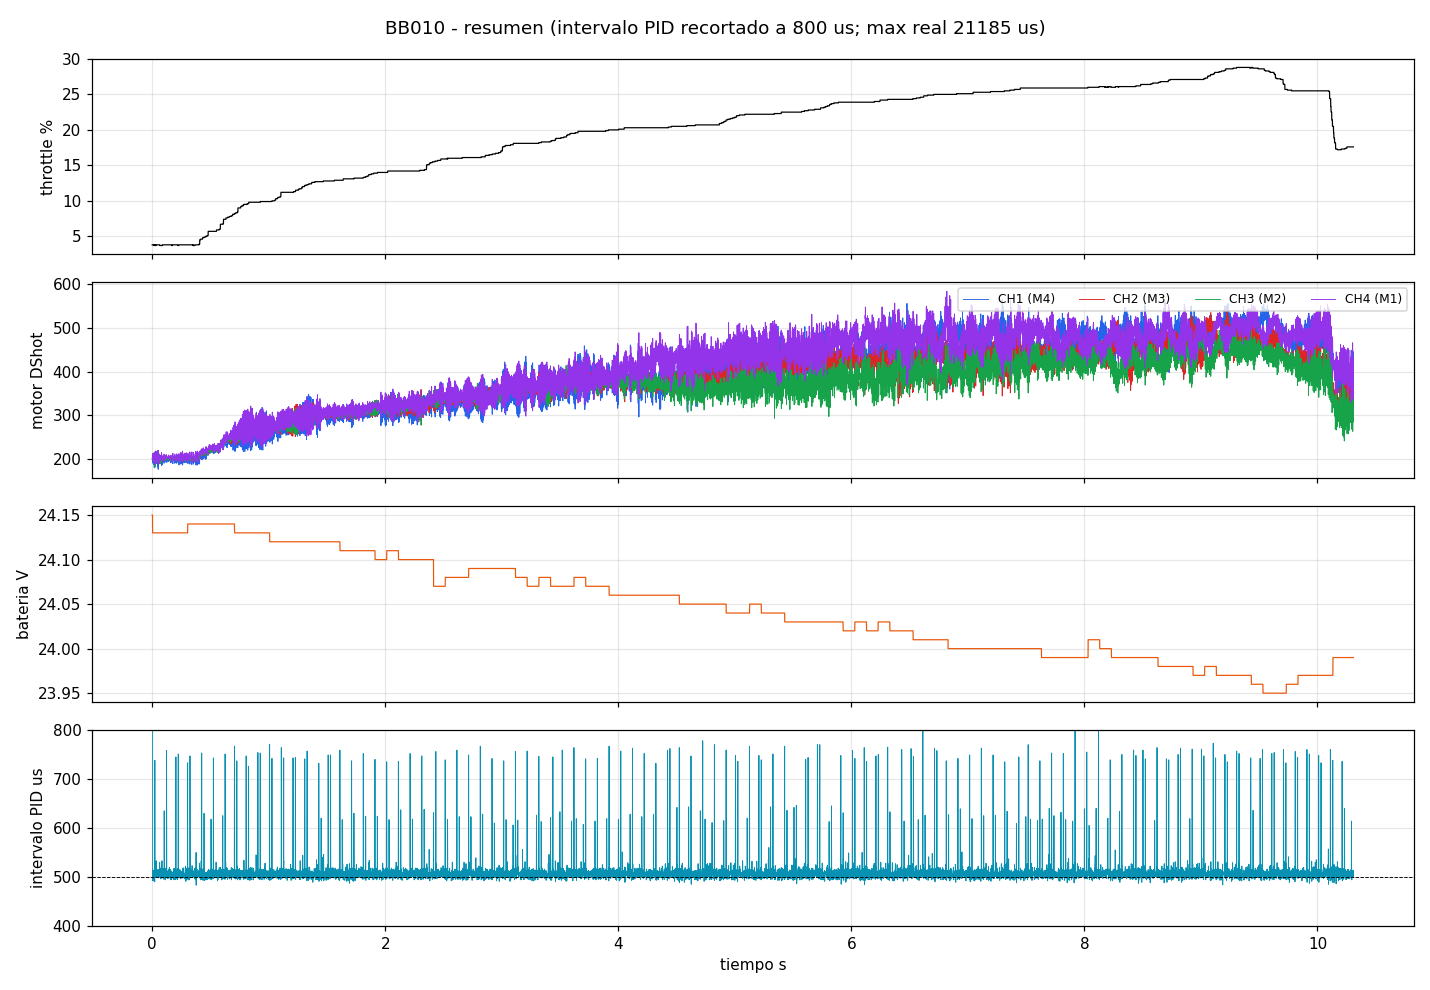 BB010 - resumen (intervalo PID recortado a 800 us; max real 21185 us)
throttle %
30
25
20
15
10
5
motor DShot
600
500
400
300
200
CH1 (M4) CH2 (M3) CH3 (M2) CH4 (M1)
bateria V
24.15
24.10
24.05
24.00
23.95
intervalo PID us
800
700
600
500
400
0 2 4 6 8 10
tiempo s